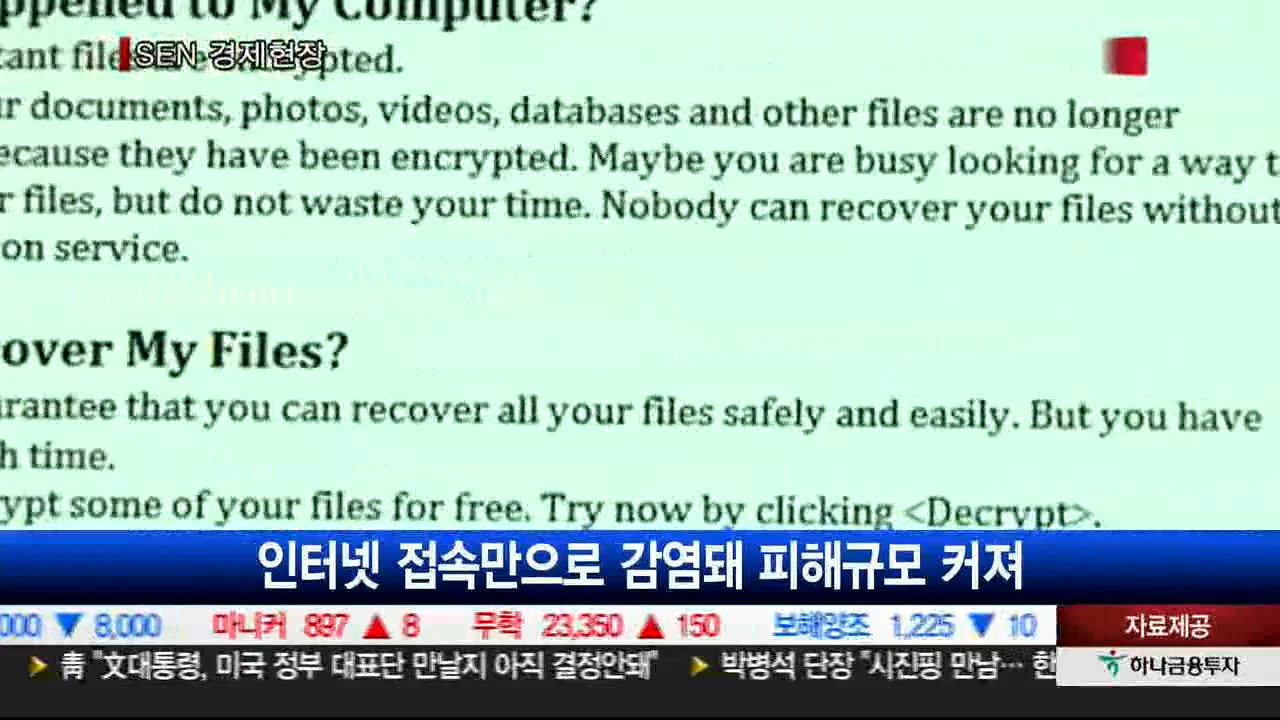 ppened to My Computer?
SEN 경제현장
tant files are encrypted.
ur documents, photos, videos, databases and other files are no longer
ecause they have been encrypted. Maybe you are busy looking for a way t
r files, but do not waste your time. Nobody can recover your files without
on service.
over My Files?
arantee that you can recover all your files safely and easily. But you have
h time.
rypt some of your files for free. Try now by clicking <Decrypt>.
인터넷 접속만으로 감염돼 피해규모 커져
000 ▼ 8,000 마니커 897 ▲ 8 무학 23,350 ▲ 150 보해양조 1,225 ▼ 10 자료제공
靑 "文대통령, 미국 정부 대표단 만날지 아직 결정안돼" 박병석 단장 "시진핑 만남… 한 하나금융투자